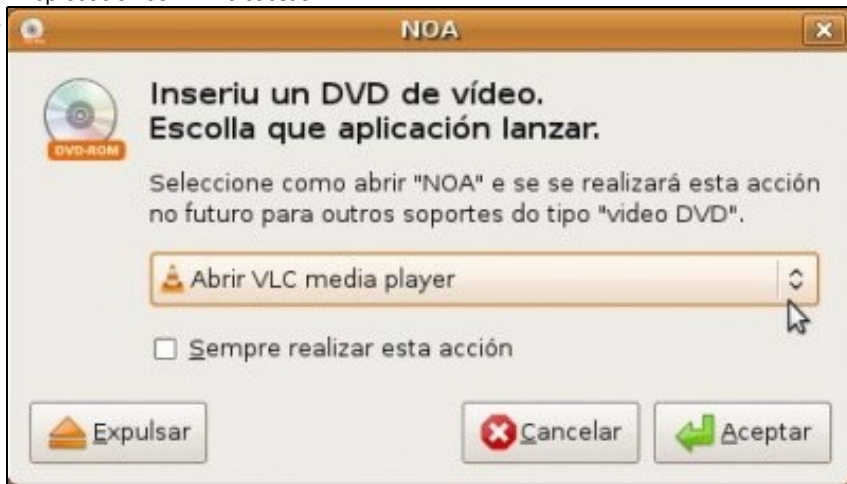 NOA
Inseriu un DVD de vídeo.
Escolla que aplicación lanzar.
DVD-ROM
Seleccione como abrir "NOA" e se se realizará esta acción
no futuro para outros soportes do tipo "video DVD".
Abrir VLC media player
Sempre realizar esta acción
Expulsar
Cancelar
Aceptar